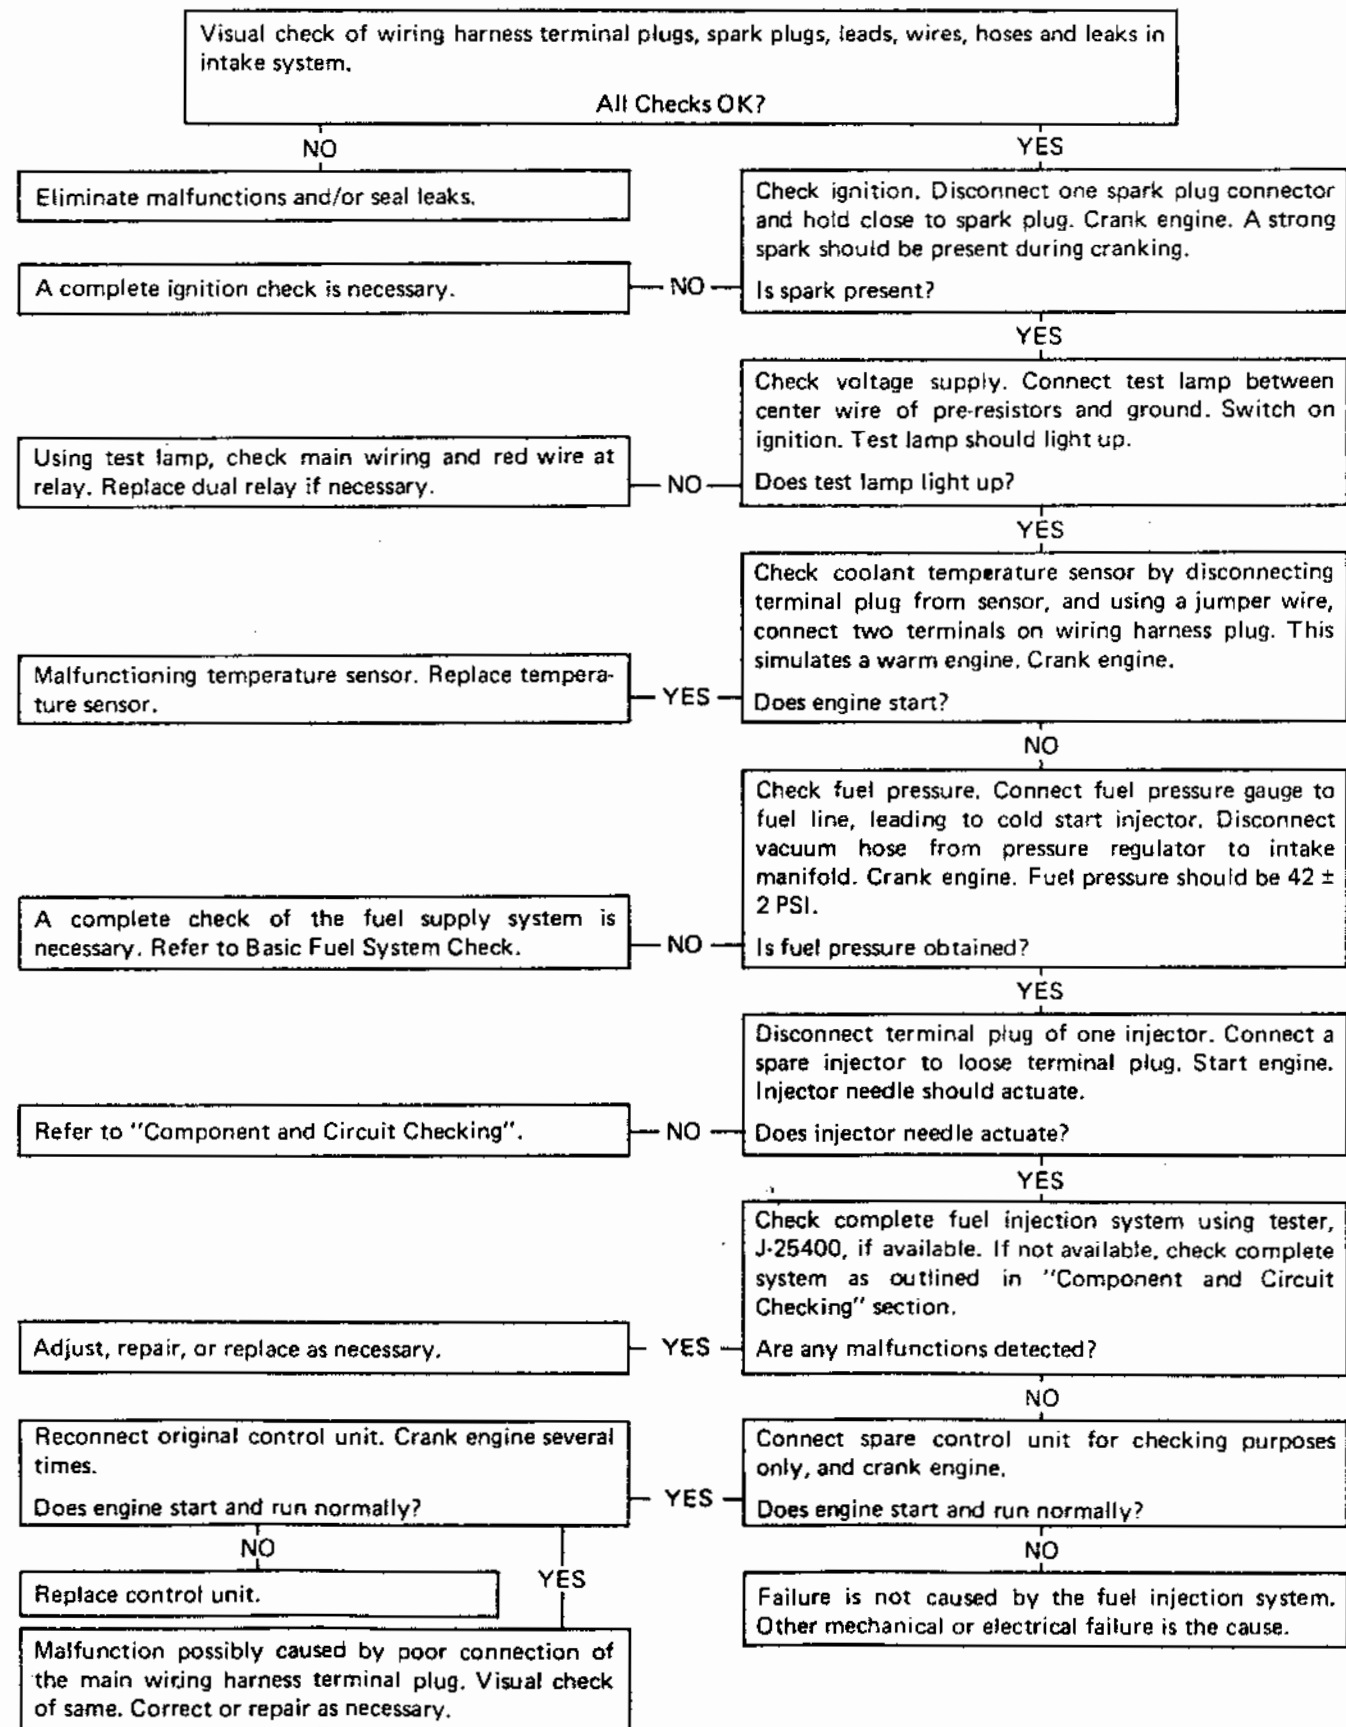 Visual check of wiring harness terminal plugs, spark plugs, leads, wires, hoses and leaks in
intake system.
All Checks OK?
NO
YES
Eliminate malfunctions and/or seal leaks.
Check ignition. Disconnect one spark plug connector
and hold close to spark plug. Crank engine. A strong
spark should be present during cranking.
A complete ignition check is necessary.
NO
Is spark present?
YES
Check voltage supply. Connect test lamp between
center wire of pre-resistors and ground. Switch on
ignition. Test lamp should light up.
Using test lamp, check main wiring and red wire at
relay. Replace dual relay if necessary.
NO
Does test lamp light up?
YES
Check coolant temperature sensor by disconnecting
terminal plug from sensor, and using a jumper wire,
connect two terminals on wiring harness plug. This
simulates a warm engine. Crank engine.
Malfunctioning temperature sensor. Replace tempera-
ture sensor.
YES
Does engine start?
NO
Check fuel pressure. Connect fuel pressure gauge to
fuel line, leading to cold start injector. Disconnect
vacuum hose from pressure regulator to intake
manifold. Crank engine. Fuel pressure should be 42 ±
2 PSI.
A complete check of the fuel supply system is
necessary. Refer to Basic Fuel System Check.
NO
Is fuel pressure obtained?
YES
Disconnect terminal plug of one injector. Connect a
spare injector to loose terminal plug. Start engine.
Injector needle should actuate.
Refer to "Component and Circuit Checking".
NO
Does injector needle actuate?
YES
Check complete fuel injection system using tester,
J-25400, if available. If not available, check complete
system as outlined in "Component and Circuit
Checking" section.
Adjust, repair, or replace as necessary.
YES
Are any malfunctions detected?
NO
Reconnect original control unit. Crank engine several
times.
Does engine start and run normally?
YES
Connect spare control unit for checking purposes
only, and crank engine.
Does engine start and run normally?
NO
YES
NO
Replace control unit.
Failure is not caused by the fuel injection system.
Other mechanical or electrical failure is the cause.
Malfunction possibly caused by poor connection of
the main wiring harness terminal plug. Visual check
of same. Correct or repair as necessary.